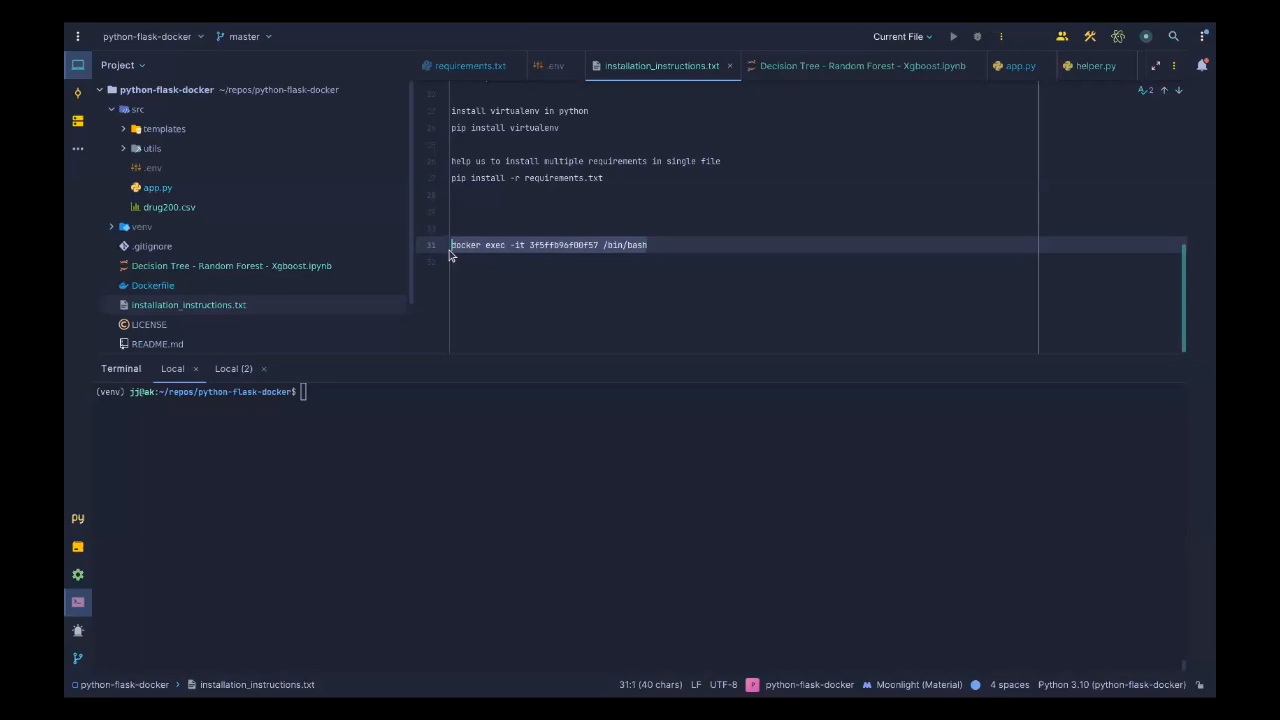 python-flask-docker
master
Current File
Project
requirements.txt
.env
installation_instructions.txt
Decision Tree - Random Forest - Xgboost.ipynb
app.py
helper.py
python-flask-docker ~/repos/python-flask-docker
src
templates
utils
.env
app.py
drug200.csv
venv
.gitignore
Decision Tree - Random Forest - Xgboost.ipynb
Dockerfile
installation_instructions.txt
LICENSE
README.md
2
install virtualenv in python
pip install virtualenv
26 help us to install multiple requirements in single file
pip install -r requirements.txt
28
31 docker exec -it 3f5ffb96f00f57 /bin/bash
32
Terminal
Local
Local (2)
(venv) jj@ak:~/repos/python-flask-docker$
py
python-flask-docker > installation_instructions.txt
31:1 (40 chars)
LF
UTF-8
P
python-flask-docker
Moonlight (Material)
4 spaces
Python 3.10 (python-flask-docker)